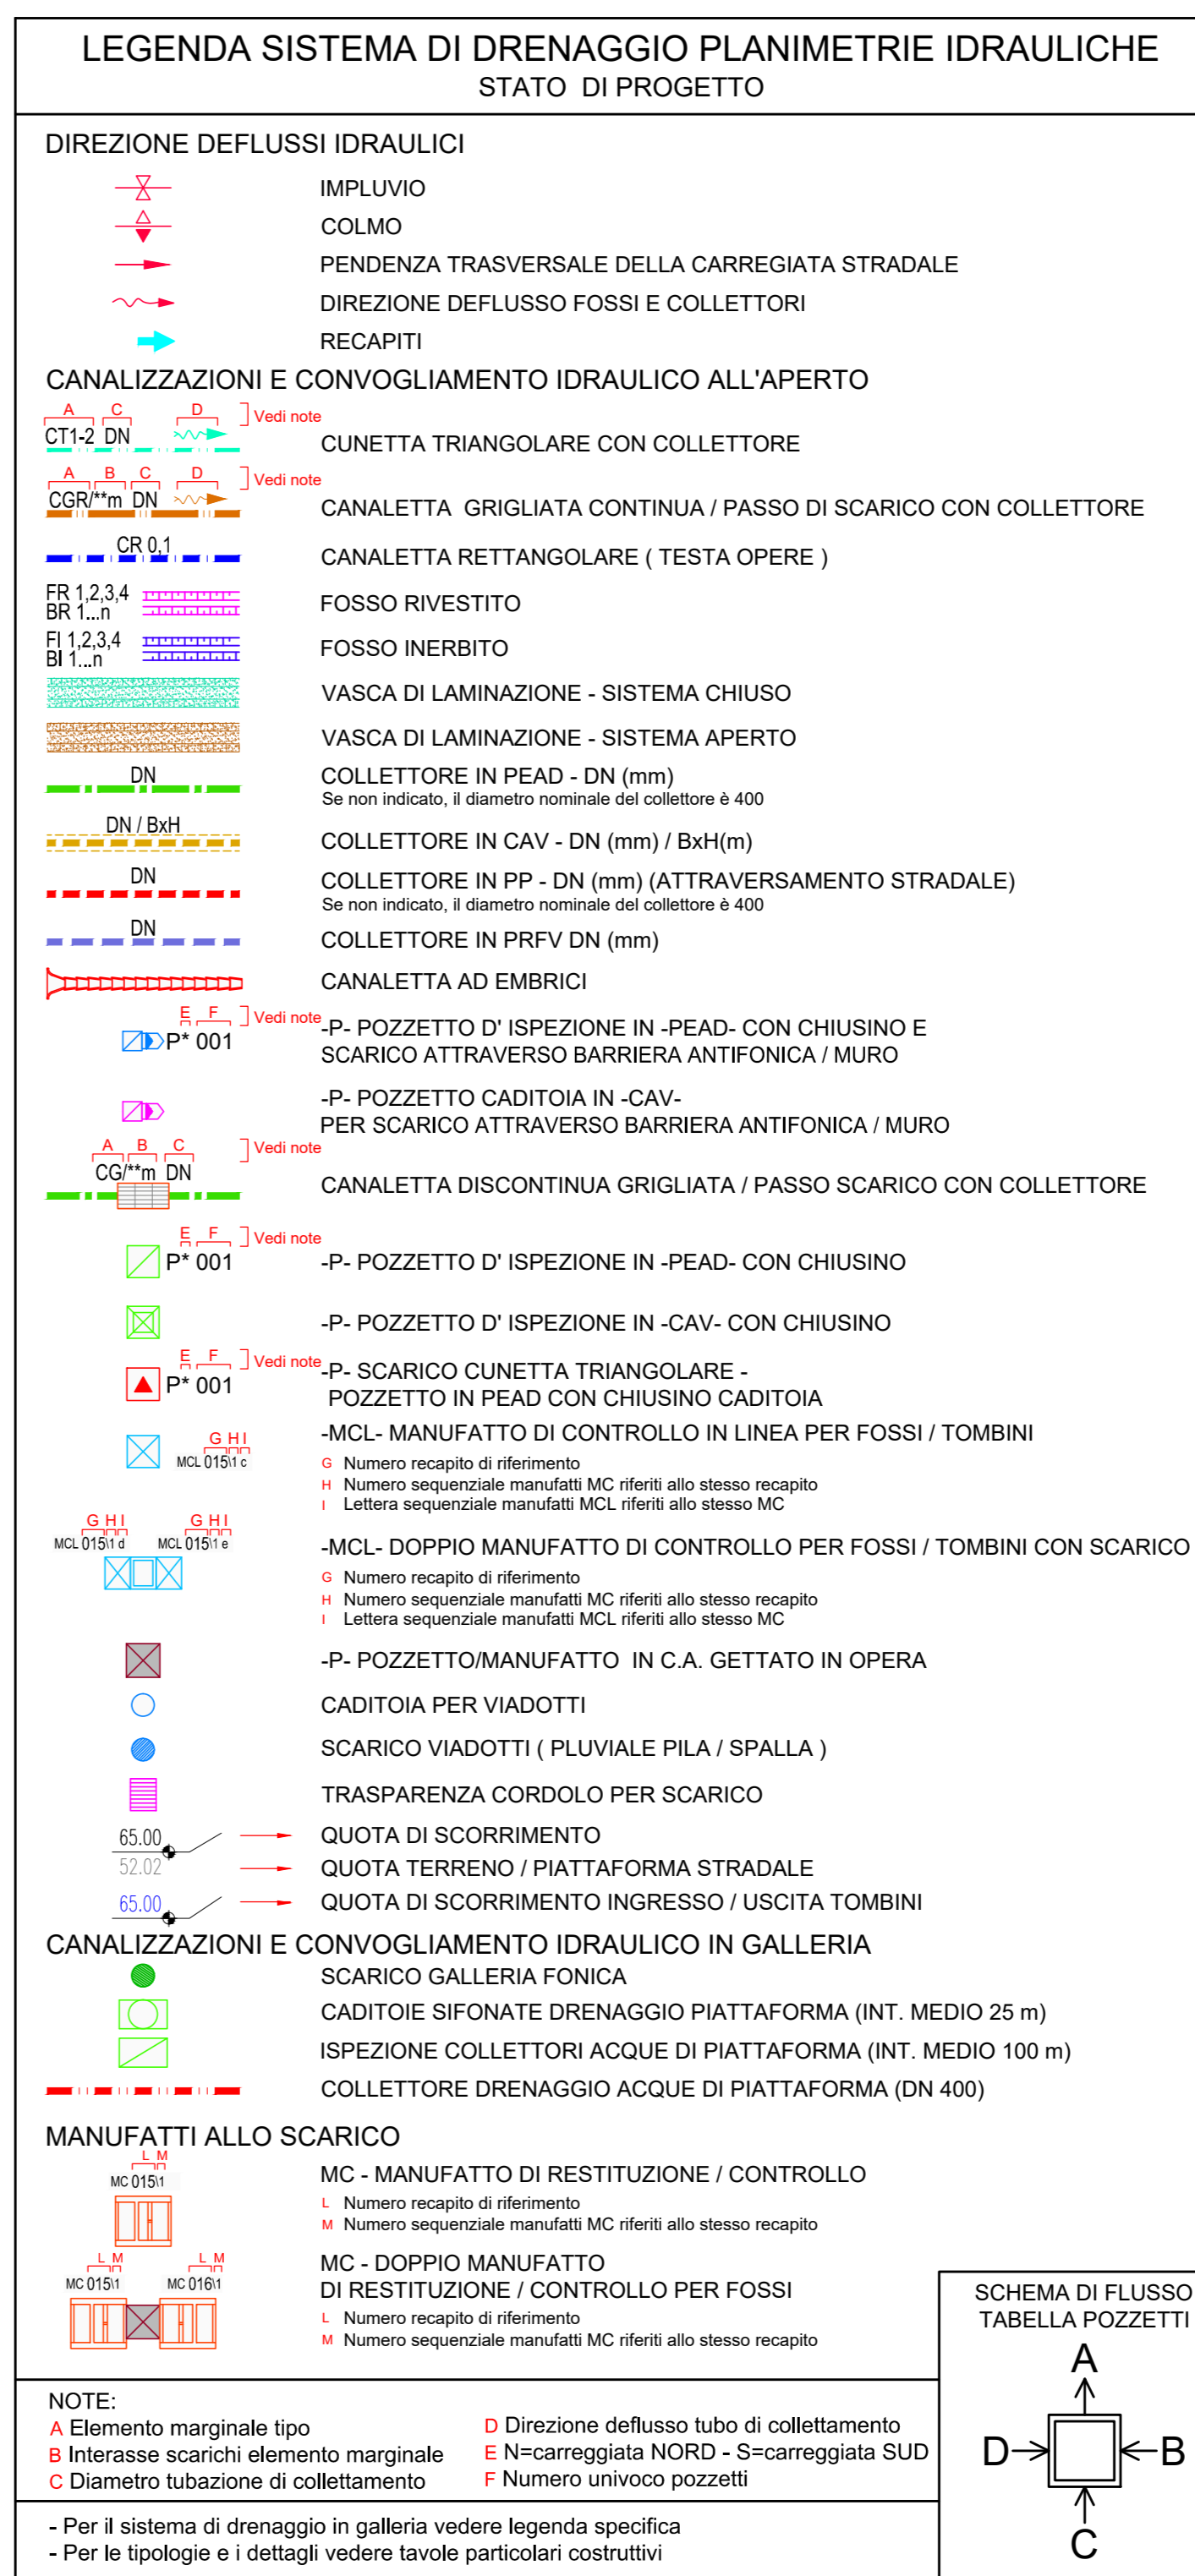 LEGENDA SISTEMA DI DRENAGGIO PLANIMETRIE IDRAULICHE
STATO DI PROGETTO
DIREZIONE DEFLUSSI IDRAULICI
IMPLUVIO
COLMO
PENDENZA TRASVERSALE DELLA CARREGIATA STRADALE
DIREZIONE DEFLUSSO FOSSI E COLLETTORI
RECAPITI
CANALIZZAZIONI E CONVOGLIAMENTO IDRAULICO ALL'APERTO
A C D Vedi note
CT1-2 DN
CUNETTA TRIANGOLARE CON COLLETTORE
A B C D Vedi note
CGR/**m DN
CANALETTA GRIGLIATA CONTINUA / PASSO DI SCARICO CON COLLETTORE
CR 0,1
CANALETTA RETTANGOLARE ( TESTA OPERE )
FR 1,2,3,4
BR 1...n
FOSSO RIVESTITO
FI 1,2,3,4
BI 1...n
FOSSO INERBITO
VASCA DI LAMINAZIONE - SISTEMA CHIUSO
VASCA DI LAMINAZIONE - SISTEMA APERTO
DN
COLLETTORE IN PEAD - DN (mm)
Se non indicato, il diametro nominale del collettore è 400
DN / BxH
COLLETTORE IN CAV - DN (mm) / BxH(m)
DN
COLLETTORE IN PP - DN (mm) (ATTRAVERSAMENTO STRADALE)
Se non indicato, il diametro nominale del collettore è 400
DN
COLLETTORE IN PRFV DN (mm)
CANALETTA AD EMBRICI
E F Vedi note
P* 001
-P- POZZETTO D' ISPEZIONE IN -PEAD- CON CHIUSINO E
SCARICO ATTRAVERSO BARRIERA ANTIFONICA / MURO
-P- POZZETTO CADITOIA IN -CAV-
PER SCARICO ATTRAVERSO BARRIERA ANTIFONICA / MURO
A B C Vedi note
CG/**m DN
CANALETTA DISCONTINUA GRIGLIATA / PASSO SCARICO CON COLLETTORE
E F Vedi note
P* 001
-P- POZZETTO D' ISPEZIONE IN -PEAD- CON CHIUSINO
-P- POZZETTO D' ISPEZIONE IN -CAV- CON CHIUSINO
E F Vedi note
P* 001
-P- SCARICO CUNETTA TRIANGOLARE -
POZZETTO IN PEAD CON CHIUSINO CADITOIA
G H I
MCL 015\1 c
-MCL- MANUFATTO DI CONTROLLO IN LINEA PER FOSSI / TOMBINI
G Numero recapito di riferimento
H Numero sequenziale manufatti MC riferiti allo stesso recapito
I Lettera sequenziale manufatti MCL riferiti allo stesso MC
G H I G H I
MCL 015\1 d MCL 015\1 e
-MCL- DOPPIO MANUFATTO DI CONTROLLO PER FOSSI / TOMBINI CON SCARICO
G Numero recapito di riferimento
H Numero sequenziale manufatti MC riferiti allo stesso recapito
I Lettera sequenziale manufatti MCL riferiti allo stesso MC
-P- POZZETTO/MANUFATTO IN C.A. GETTATO IN OPERA
CADITOIA PER VIADOTTI
SCARICO VIADOTTI ( PLUVIALE PILA / SPALLA )
TRASPARENZA CORDOLO PER SCARICO
65.00 QUOTA DI SCORRIMENTO
52.02 QUOTA TERRENO / PIATTAFORMA STRADALE
65.00 QUOTA DI SCORRIMENTO INGRESSO / USCITA TOMBINI
CANALIZZAZIONI E CONVOGLIAMENTO IDRAULICO IN GALLERIA
SCARICO GALLERIA FONICA
CADITOIE SIFONATE DRENAGGIO PIATTAFORMA (INT. MEDIO 25 m)
ISPEZIONE COLLETTORI ACQUE DI PIATTAFORMA (INT. MEDIO 100 m)
COLLETTORE DRENAGGIO ACQUE DI PIATTAFORMA (DN 400)
MANUFATTI ALLO SCARICO
L M
MC 015\1
MC - MANUFATTO DI RESTITUZIONE / CONTROLLO
L Numero recapito di riferimento
M Numero sequenziale manufatti MC riferiti allo stesso recapito
L M L M
MC 015\1 MC 016\1
MC - DOPPIO MANUFATTO
DI RESTITUZIONE / CONTROLLO PER FOSSI
L Numero recapito di riferimento
M Numero sequenziale manufatti MC riferiti allo stesso recapito
NOTE:
A Elemento marginale tipo
B Interasse scarichi elemento marginale
C Diametro tubazione di collettamento
D Direzione deflusso tubo di collettamento
E N=carreggiata NORD - S=carreggiata SUD
F Numero univoco pozzetti
- Per il sistema di drenaggio in galleria vedere legenda specifica
- Per le tipologie e i dettagli vedere tavole particolari costruttivi
SCHEMA DI FLUSSO
TABELLA POZZETTI
A
D B
C